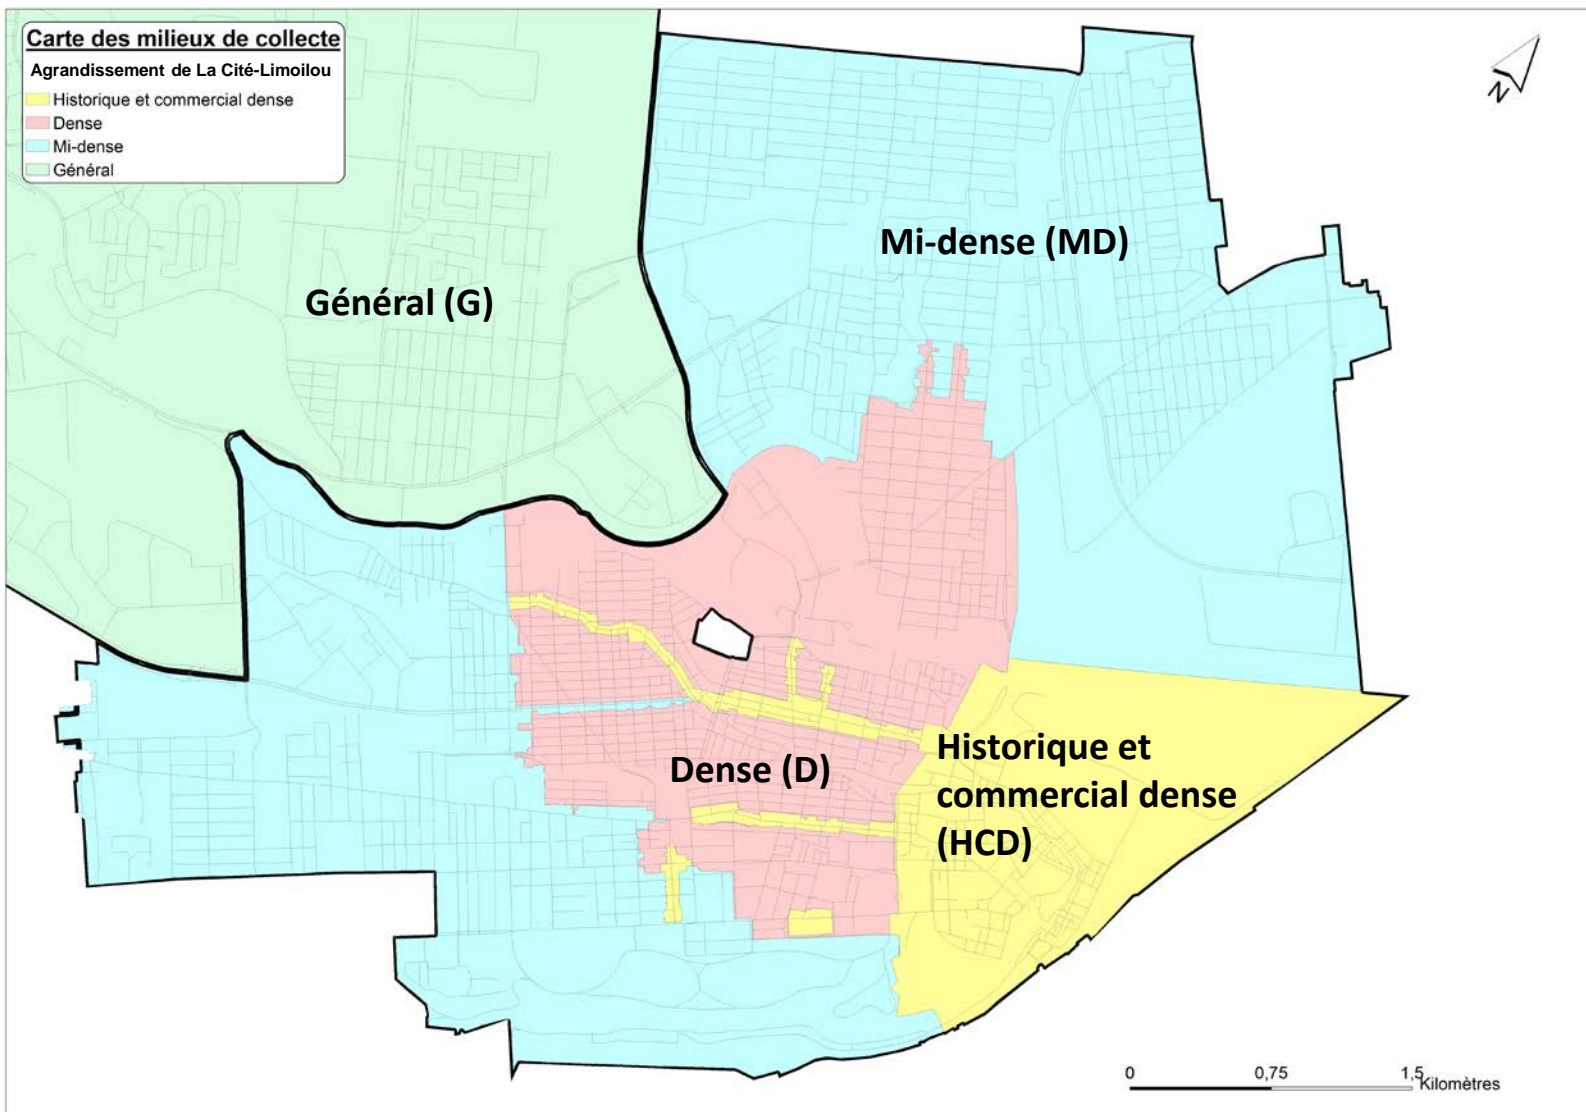 Carte des milieux de collecte
Agrandissement de La Cité-Limoilou
Historique et commercial dense
Dense
Mi-dense
Général
N
Mi-dense (MD)
Général (G)
Historique et
commercial dense
(HCD)
Dense (D)
0 0,75 1,5
Kilomètres